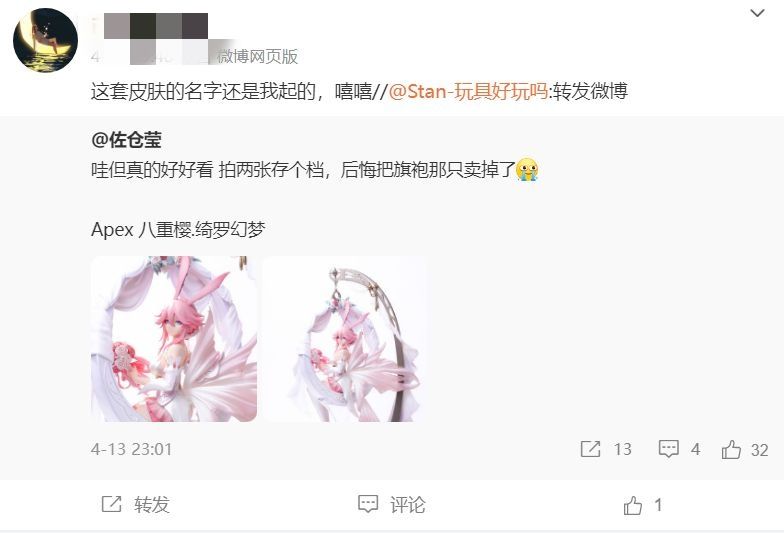 微博网页版
这套皮肤的名字还是我起的，嘻嘻//@Stan-玩具好玩吗:转发微博
@佐仓莹
哇但真的好好看 拍两张存个档，后悔把旗袍那只卖掉了
Apex 八重樱.绮罗幻梦
4-13 23:01 13 4 32
转发 评论 1